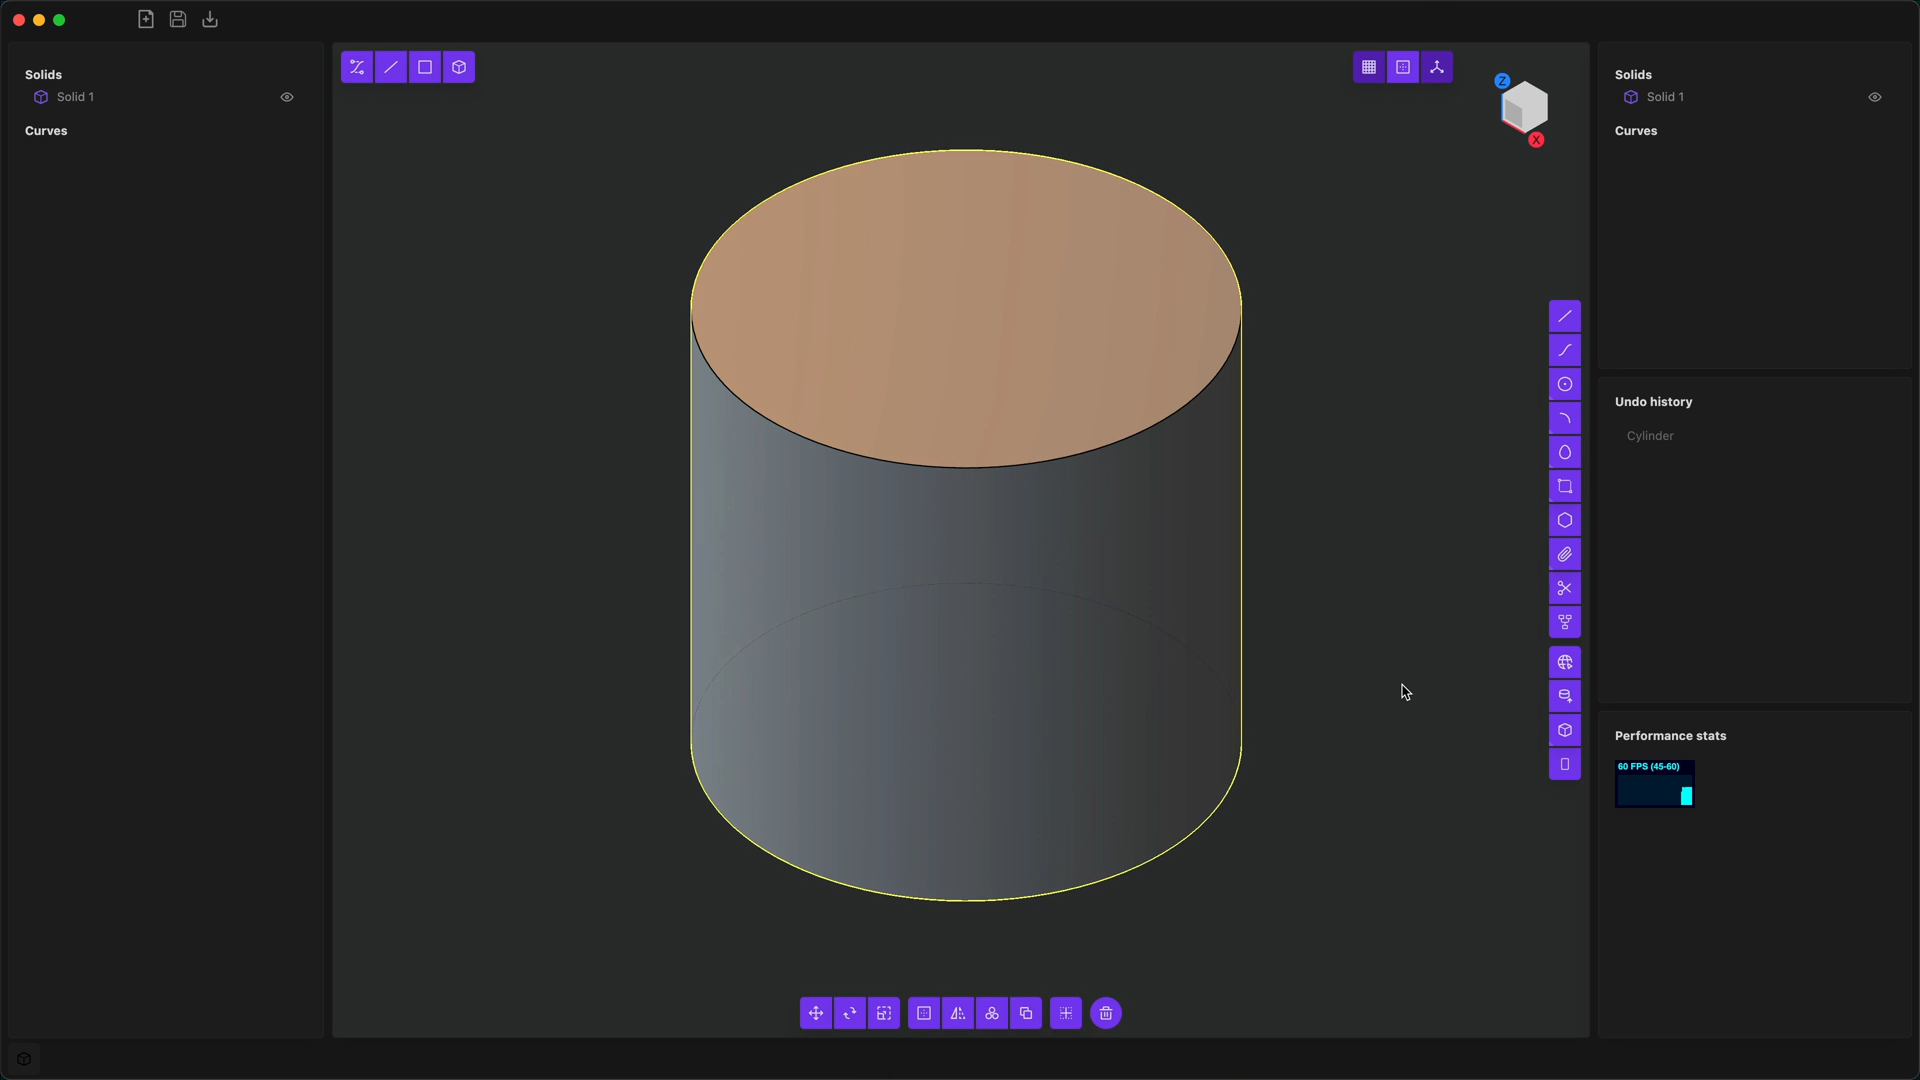 Solids
Solid 1
Curves
Z
X
Solids
Solid 1
Curves
Undo history
Cylinder
Performance stats
60 FPS (45-60)